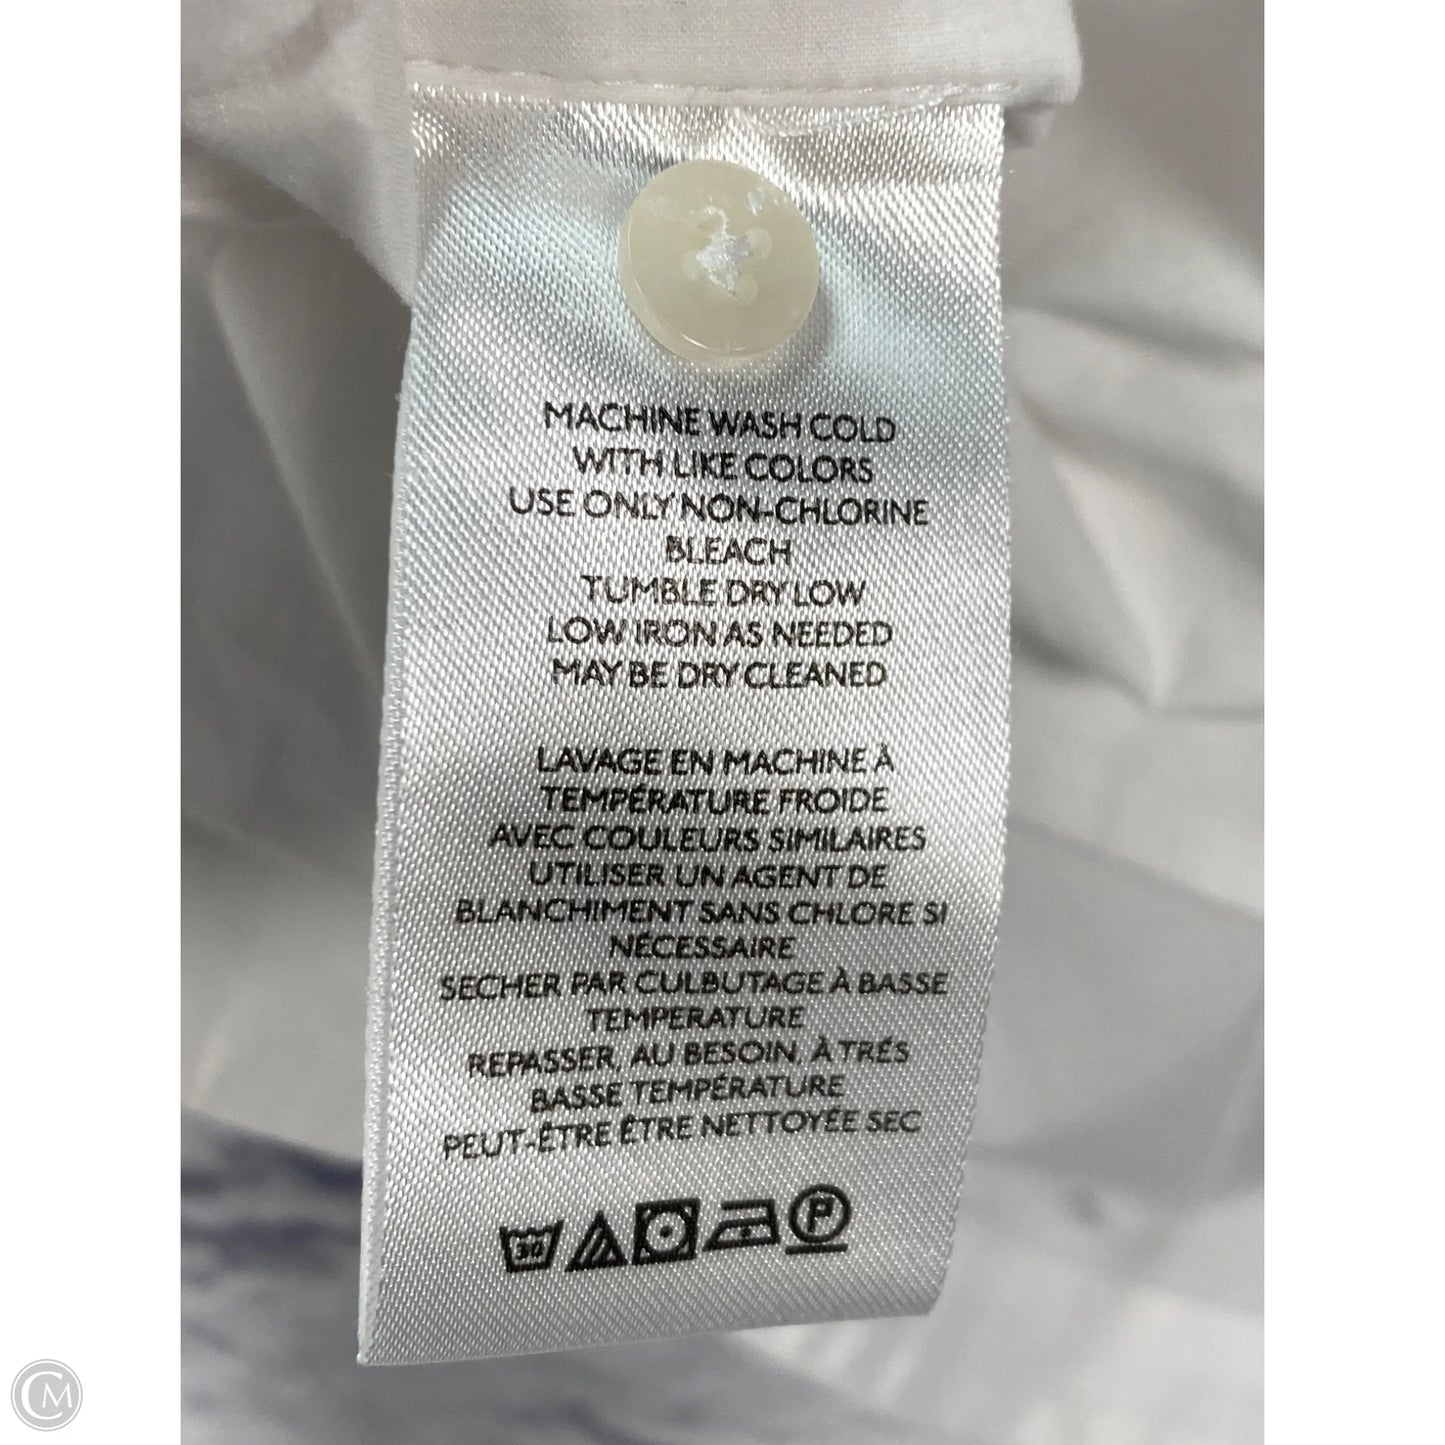 MACHINE WASH COLD
WITH LIKE COLORS
USE ONLY NON-CHLORINE
BLEACH
TUMBLE DRY LOW
LOW IRON AS NEEDED
MAY BE DRY CLEANED
LAVAGE EN MACHINE À
TEMPÉRATURE FROIDE
AVEC COULEURS SIMILAIRES
UTILISER UN AGENT DE
BLANCHIMENT SANS CHLORE SI
NÉCESSAIRE
SECHER PAR CULBUTAGE À BASSE
TEMPERATURE
REPASSER, AU BESOIN, À TRÉS
BASSE TEMPÉRATURE
PEUT-ÊTRE ÊTRE NETTOYÉE SEC
30 P
CM